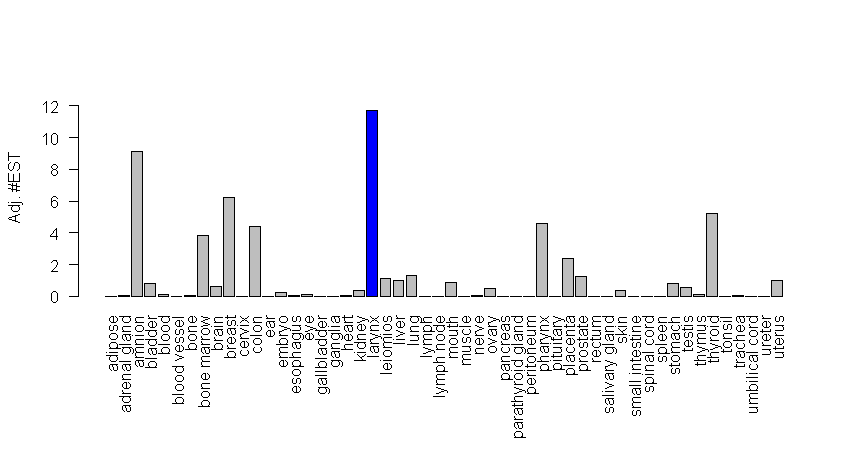 Adj. #EST
12
10
8
6
4
2
0
adipose
adrenal gland
amnion
bladder
blood
blood vessel
bone
bone marrow
brain
breast
cervix
colon
ear
embryo
esophagus
eye
gallbladder
ganglia
heart
kidney
larynx
leiomios
liver
lung
lymph
lymph node
mouth
muscle
nerve
ovary
pancreas
parathyroid gland
peritoneum
pharynx
pituitary
placenta
prostate
rectum
salivary gland
skin
small intestine
spinal cord
spleen
stomach
testis
thymus
thyroid
tonsil
trachea
umbilical cord
ureter
uterus